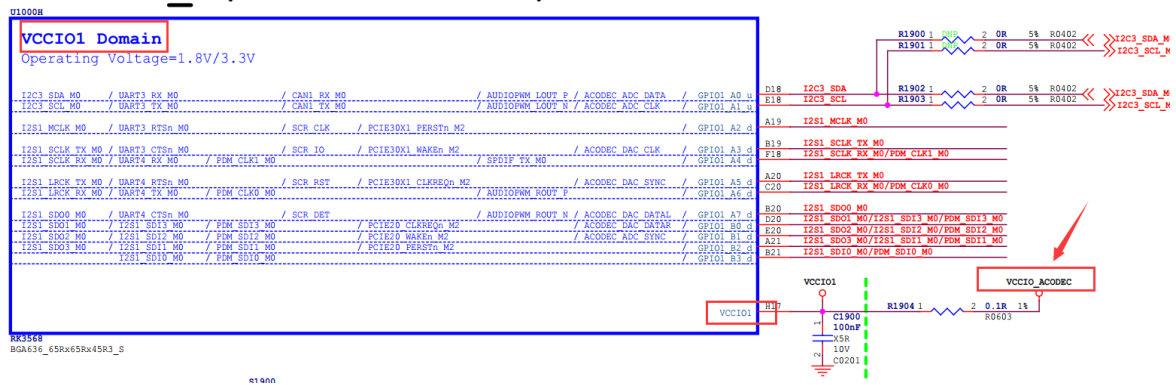 U1000H
VCCIO1 Domain
Operating Voltage=1.8V/3.3V
R1900 1 DNP 2 0R 5% R0402 I2C3_SDA_M
R1901 1 DNP 2 0R 5% R0402 I2C3_SCL_M
I2C3_SDA_M0 / UART3_RX_M0 / CAN1_RX_M0 / AUDIOPWM_LOUT_P / ACODEC_ADC_DATA / GPIO1_A0_u D18 I2C3_SDA R1902 1 2 0R 5% R0402 I2C3_SDA_M
I2C3_SCL_M0 / UART3_TX_M0 / CAN1_TX_M0 / AUDIOPWM_LOUT_N / ACODEC_ADC_CLK / GPIO1_A1_u E18 I2C3_SCL R1903 1 2 0R 5% R0402 I2C3_SCL_M
I2S1_MCLK_M0 / UART3_RTSn_M0 / SCR_CLK / PCIE30X1_PERSTn_M2 / GPIO1_A2_d A19 I2S1_MCLK_M0
I2S1_SCLK_TX_M0 / UART3_CTSn_M0 / SCR_IO / PCIE30X1_WAKEn_M2 / ACODEC_DAC_CLK / GPIO1_A3_d B19 I2S1_SCLK_TX_M0
I2S1_SCLK_RX_M0 / UART4_RX_M0 / PDM_CLK1_M0 / SPDIF_TX_M0 / GPIO1_A4_d F18 I2S1_SCLK_RX_M0/PDM_CLK1_M0
I2S1_LRCK_TX_M0 / UART4_RTSn_M0 / SCR_RST / PCIE30X1_CLKREQn_M2 / ACODEC_DAC_SYNC / GPIO1_A5_d A20 I2S1_LRCK_TX_M0
I2S1_LRCK_RX_M0 / UART4_TX_M0 / PDM_CLK0_M0 / AUDIOPWM_ROUT_P / GPIO1_A6_d C20 I2S1_LRCK_RX_M0/PDM_CLK0_M0
I2S1_SDO0_M0 / UART4_CTSn_M0 / SCR_DET / AUDIOPWM_ROUT_N / ACODEC_DAC_DATAL / GPIO1_A7_d B20 I2S1_SDO0_M0
I2S1_SDO1_M0 / I2S1_SDI3_M0 / PDM_SDI3_M0 / PCIE20_CLKREQn_M2 / ACODEC_DAC_DATAR / GPIO1_B0_d D20 I2S1_SDO1_M0/I2S1_SDI3_M0/PDM_SDI3_M0
I2S1_SDO2_M0 / I2S1_SDI2_M0 / PDM_SDI2_M0 / PCIE20_WAKEn_M2 / ACODEC_ADC_SYNC / GPIO1_B1_d E20 I2S1_SDO2_M0/I2S1_SDI2_M0/PDM_SDI2_M0
I2S1_SDO3_M0 / I2S1_SDI1_M0 / PDM_SDI1_M0 / PCIE20_PERSTn_M2 / GPIO1_B2_d A21 I2S1_SDO3_M0/I2S1_SDI1_M0/PDM_SDI1_M0
I2S1_SDI0_M0 / PDM_SDI0_M0 / GPIO1_B3_d B21 I2S1_SDI0_M0/PDM_SDI0_M0
VCCIO1 VCCIO_ACODEC
VCCIO1 H17 R1904 1 2 0.1R 1%
R0603
1 C1900
100nF
X5R
10V
2 C0201
RK3568
BGA636_65Rx65Rx45R3_S
S1900